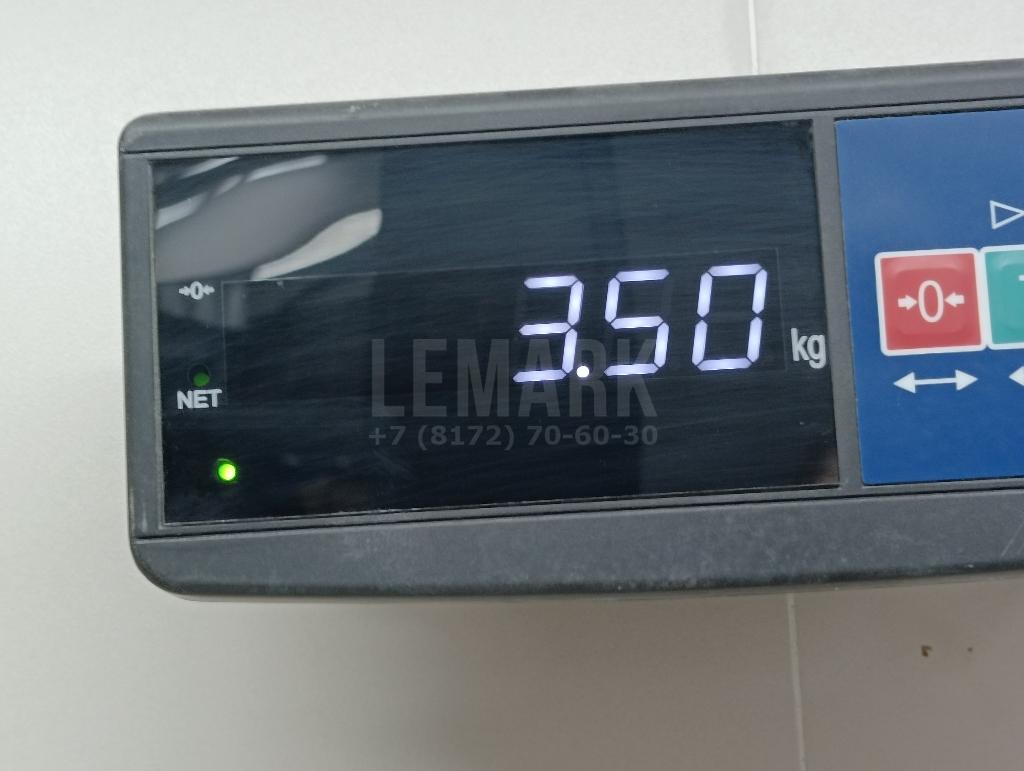 3.50 kg
NET
LEMARK
+7 (8172) 70-60-30
→0←
→0←